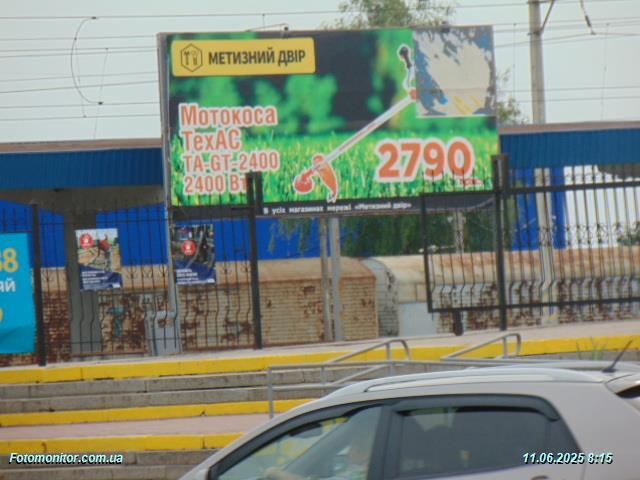 МЕТИЗНИЙ ДВІР
Мотокоса
ТехАС
ТА-GT-2400
2400 Вт
2790
В усіх магазинах мережі «Метизний двір»
Fotomonitor.com.ua
11.06.2025 8:15